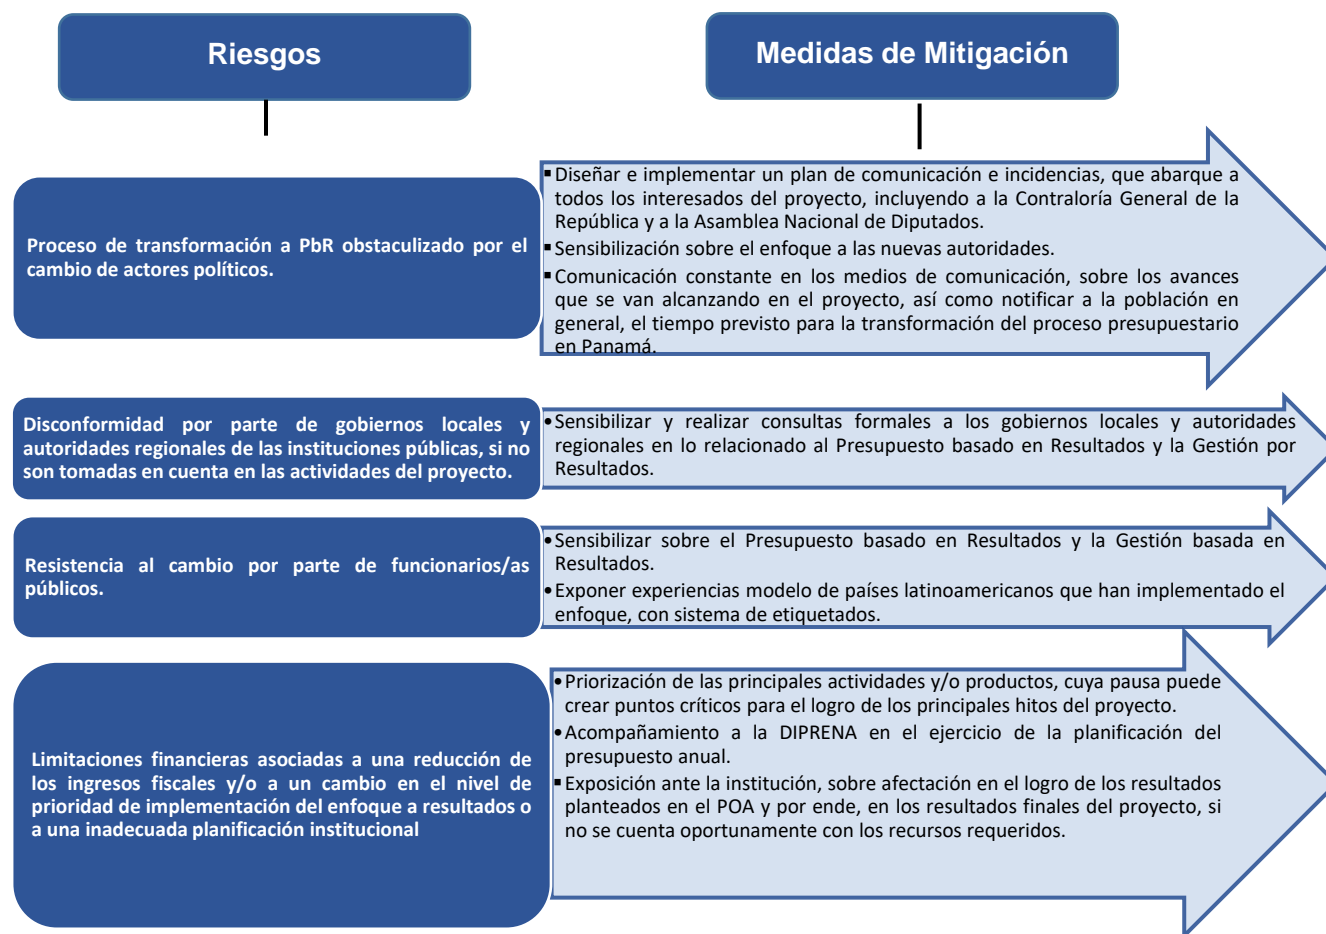 Riesgos
Medidas de Mitigación
Proceso de transformación a PbR obstaculizado por el
cambio de actores políticos.
▪Diseñar e implementar un plan de comunicación e incidencias, que abarque a
todos los interesados del proyecto, incluyendo a la Contraloría General de la
República y a la Asamblea Nacional de Diputados.
▪Sensibilización sobre el enfoque a las nuevas autoridades.
▪Comunicación constante en los medios de comunicación, sobre los avances
que se van alcanzando en el proyecto, así como notificar a la población en
general, el tiempo previsto para la transformación del proceso presupuestario
en Panamá.
Disconformidad por parte de gobiernos locales y
autoridades regionales de las instituciones públicas, si no
son tomadas en cuenta en las actividades del proyecto.
•Sensibilizar y realizar consultas formales a los gobiernos locales y autoridades
regionales en lo relacionado al Presupuesto basado en Resultados y la Gestión por
Resultados.
Resistencia al cambio por parte de funcionarios/as
públicos.
•Sensibilizar sobre el Presupuesto basado en Resultados y la Gestión basada en
Resultados.
•Exponer experiencias modelo de países latinoamericanos que han implementado el
enfoque, con sistema de etiquetados.
Limitaciones financieras asociadas a una reducción de
los ingresos fiscales y/o a un cambio en el nivel de
prioridad de implementación del enfoque a resultados o
a una inadecuada planificación institucional
•Priorización de las principales actividades y/o productos, cuya pausa puede
crear puntos críticos para el logro de los principales hitos del proyecto.
•Acompañamiento a la DIPRENA en el ejercicio de la planificación del
presupuesto anual.
▪Exposición ante la institución, sobre afectación en el logro de los resultados
planteados en el POA y por ende, en los resultados finales del proyecto, si
no se cuenta oportunamente con los recursos requeridos.